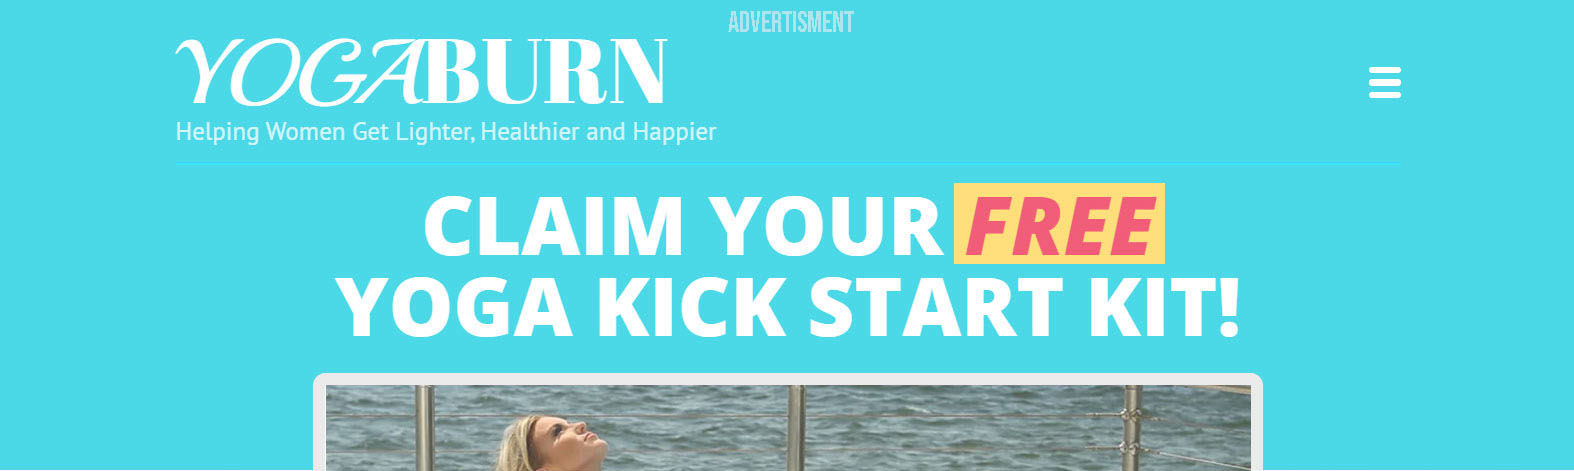 ADVERTISMENT
YOGABURN
Helping Women Get Lighter, Healthier and Happier
CLAIM YOUR FREE
YOGA KICK START KIT!